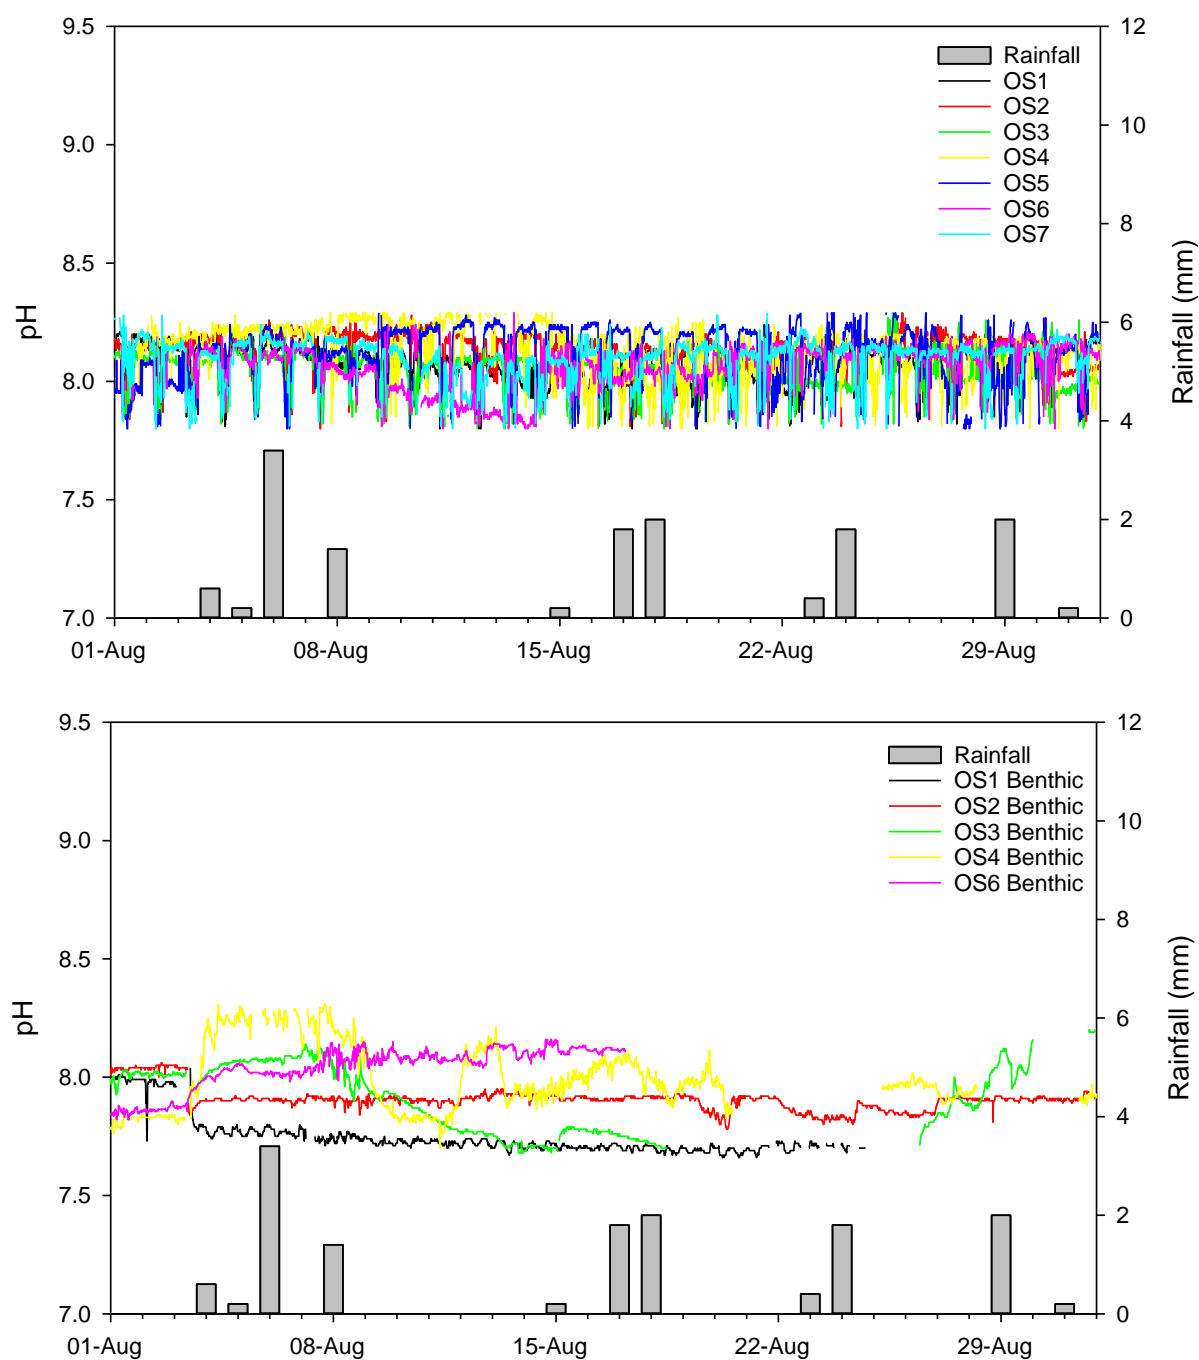 9.5
9.0
8.5
8.0
7.5
7.0
pH
12
10
8
6
4
2
0
Rainfall (mm)
Rainfall
OS1
OS2
OS3
OS4
OS5
OS6
OS7
01-Aug
08-Aug
15-Aug
22-Aug
29-Aug
9.5
9.0
8.5
8.0
7.5
7.0
pH
12
10
8
6
4
2
0
Rainfall (mm)
Rainfall
OS1 Benthic
OS2 Benthic
OS3 Benthic
OS4 Benthic
OS6 Benthic
01-Aug
08-Aug
15-Aug
22-Aug
29-Aug